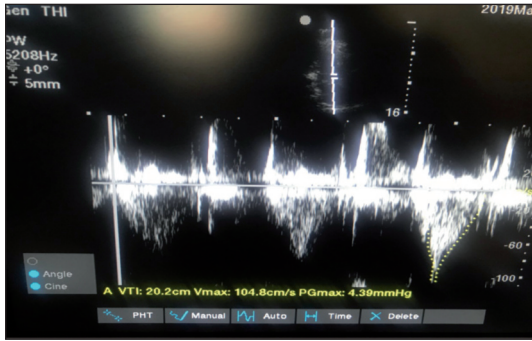 Gen THI
2019Ma
PW
5208Hz
+0°
5mm
16
-60
-100
Angle
Cine
A VTI: 20.2cm Vmax: 104.8cm/s PGmax: 4.39mmHg
PHT
Manual
Auto
Time
Delete